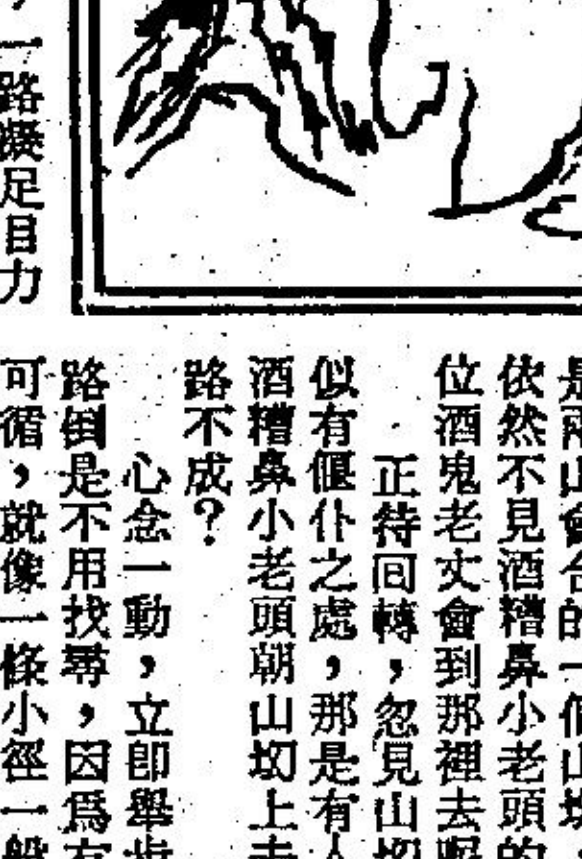 一路凝足目力
是兩山會合的一個山坳
依然不見酒糟鼻小老頭的
位酒鬼老丈會到那裡去呢
正待回轉，忽見山坳
似有偃仆之處，那是有人
酒糟鼻小老頭朝山坳上去
路不成？
心念一動，立即舉步
路倒是不用找尋，因爲有
可循，就像一條小徑一般